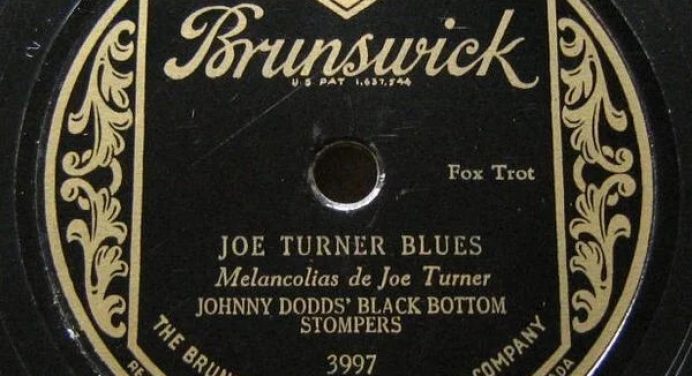 Brunswick
U.S. PAT 1,637,544
Fox Trot
JOE TURNER BLUES
Melancolias de Joe Turner
JOHNNY DODDS' BLACK BOTTOM
STOMPERS
3997
THE
COMPANY